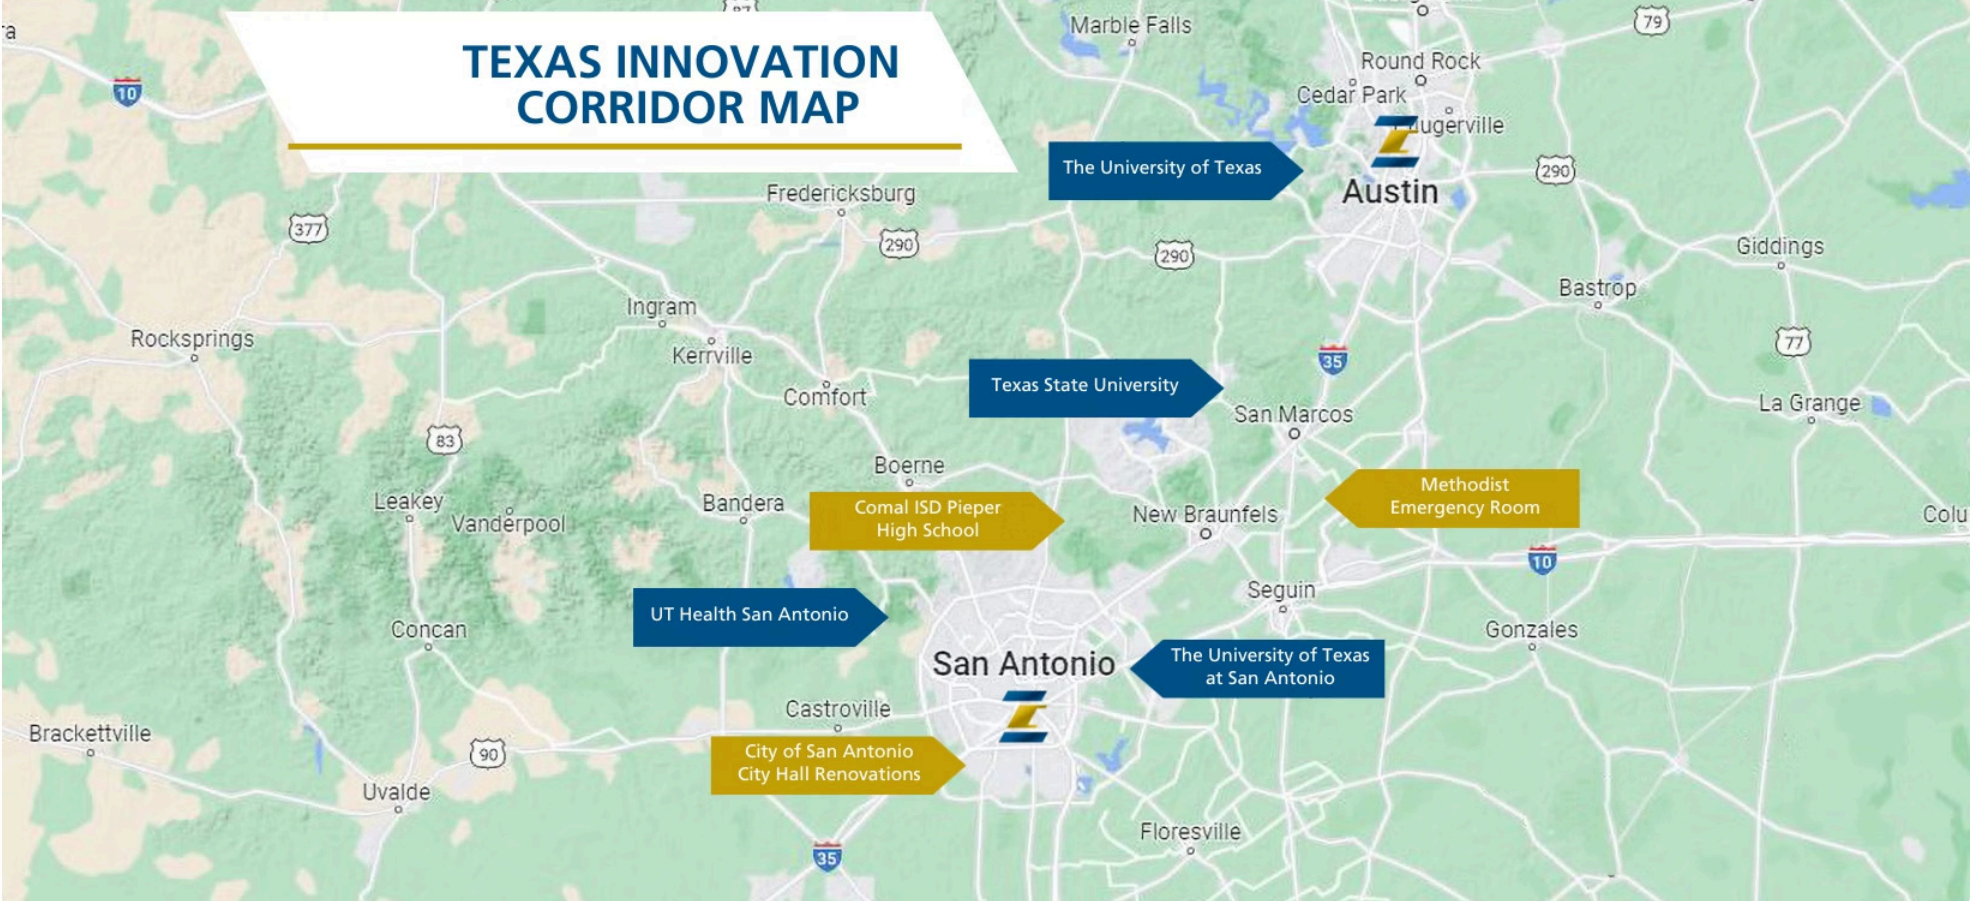 TEXAS INNOVATION
CORRIDOR MAP
87
79
Marble Falls
Round Rock
Cedar Park
10
ugerville
The University of Texas
290
Austin
Fredericksburg
377
290
290
Giddings
Bastrop
Ingram
Rocksprings
Kerrville
35
77
Texas State University
Comfort
San Marcos
La Grange
83
Boerne
Methodist
Emergency Room
Leakey
Vanderpool
Bandera
Comal ISD Pieper
High School
New Braunfels
Colu
10
Seguin
UT Health San Antonio
Concan
Gonzales
San Antonio
The University of Texas
at San Antonio
Castroville
Brackettville
90
City of San Antonio
City Hall Renovations
Uvalde
Floresville
35